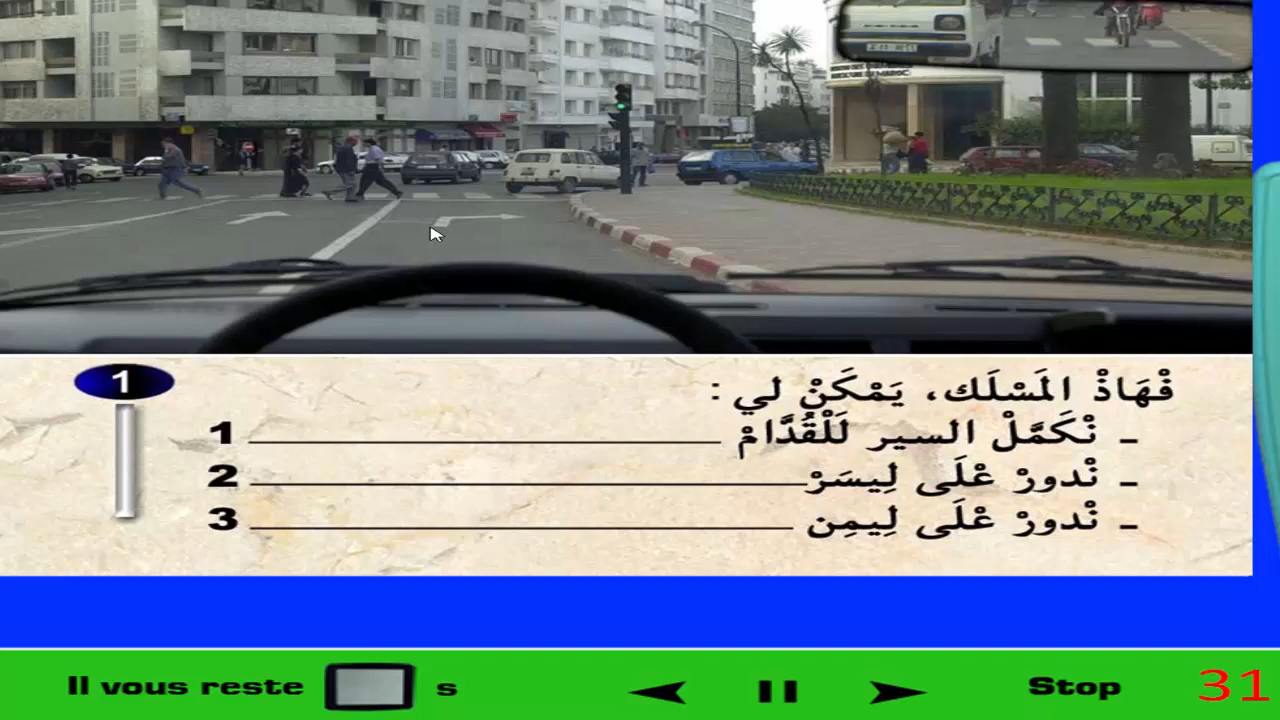 1
فْهَاذْ المَسْلَك، يَمْكَنْ لي :
ـ نْكَمَّلْ السير لَلْقُدَّامْ 1
ـ نْدورْ عْلَى لِيسَرْ 2
ـ نْدورْ عْلَى لِيمِن 3
Il vous reste s
Stop
31